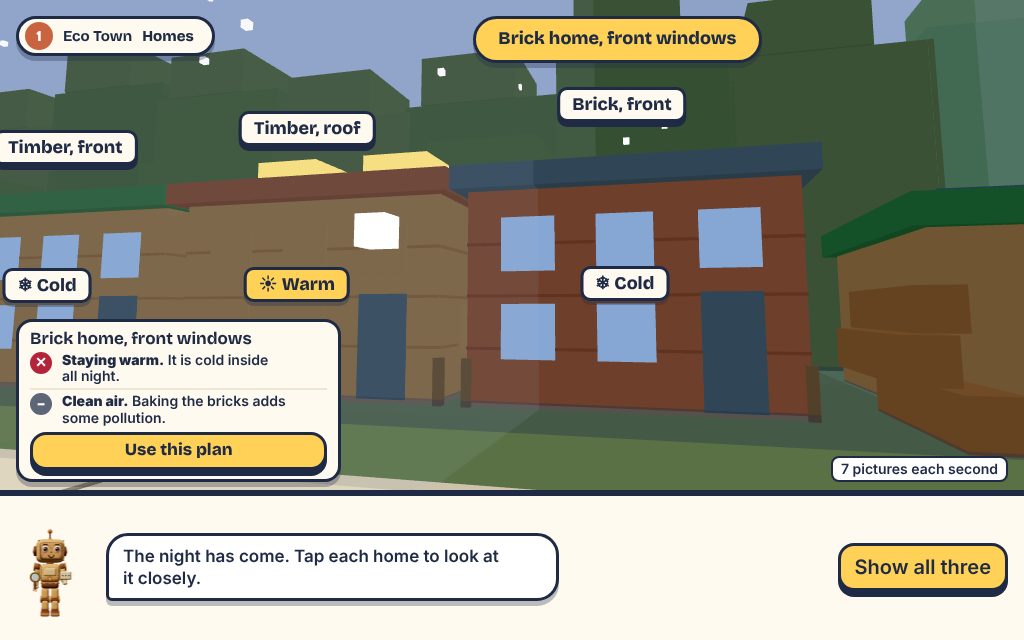 1 Eco Town Homes
Brick home, front windows
Brick, front
Timber, roof
Timber, front
❄ Cold
☀ Warm
❄ Cold
Brick home, front windows
✕ Staying warm. It is cold inside
all night.
– Clean air. Baking the bricks adds
some pollution.
Use this plan
7 pictures each second
The night has come. Tap each home to look at
it closely.
Show all three